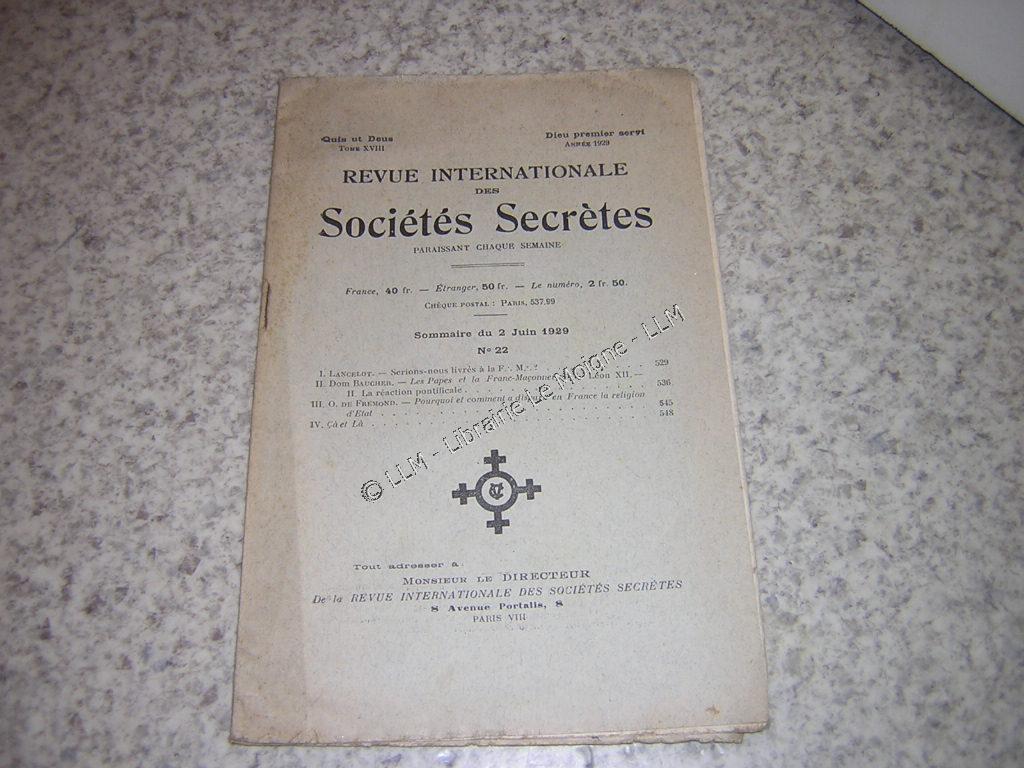 Quis ut Deus
Tome XVIII
Dieu premier servi
Année 1929
REVUE INTERNATIONALE
DES
Sociétés Secrètes
PARAISSANT CHAQUE SEMAINE
France, 40 fr. — Étranger, 50 fr. — Le numéro, 2 fr. 50.
Chèque postal : Paris, 537.99
Sommaire du 2 Juin 1929
N° 22
I. Lancelot. — Serions-nous livrés à la F∴ M∴ ? . . . 529
II. Dom Baucher. — Les Papes et la Franc-Maçonnerie Léon XII. —
II. La réaction pontificale . . . 536
III. O. de Frémond. — Pourquoi et comment a disparu en France la religion
d'Etat . . . 545
IV. Çà et Là . . . 548
© LLM - Librairie Le Moigne - LLM
Tout adresser à :
Monsieur le DIRECTEUR
De la REVUE INTERNATIONALE DES SOCIÉTÉS SECRÈTES
8 Avenue Portalis, 8
PARIS VIII